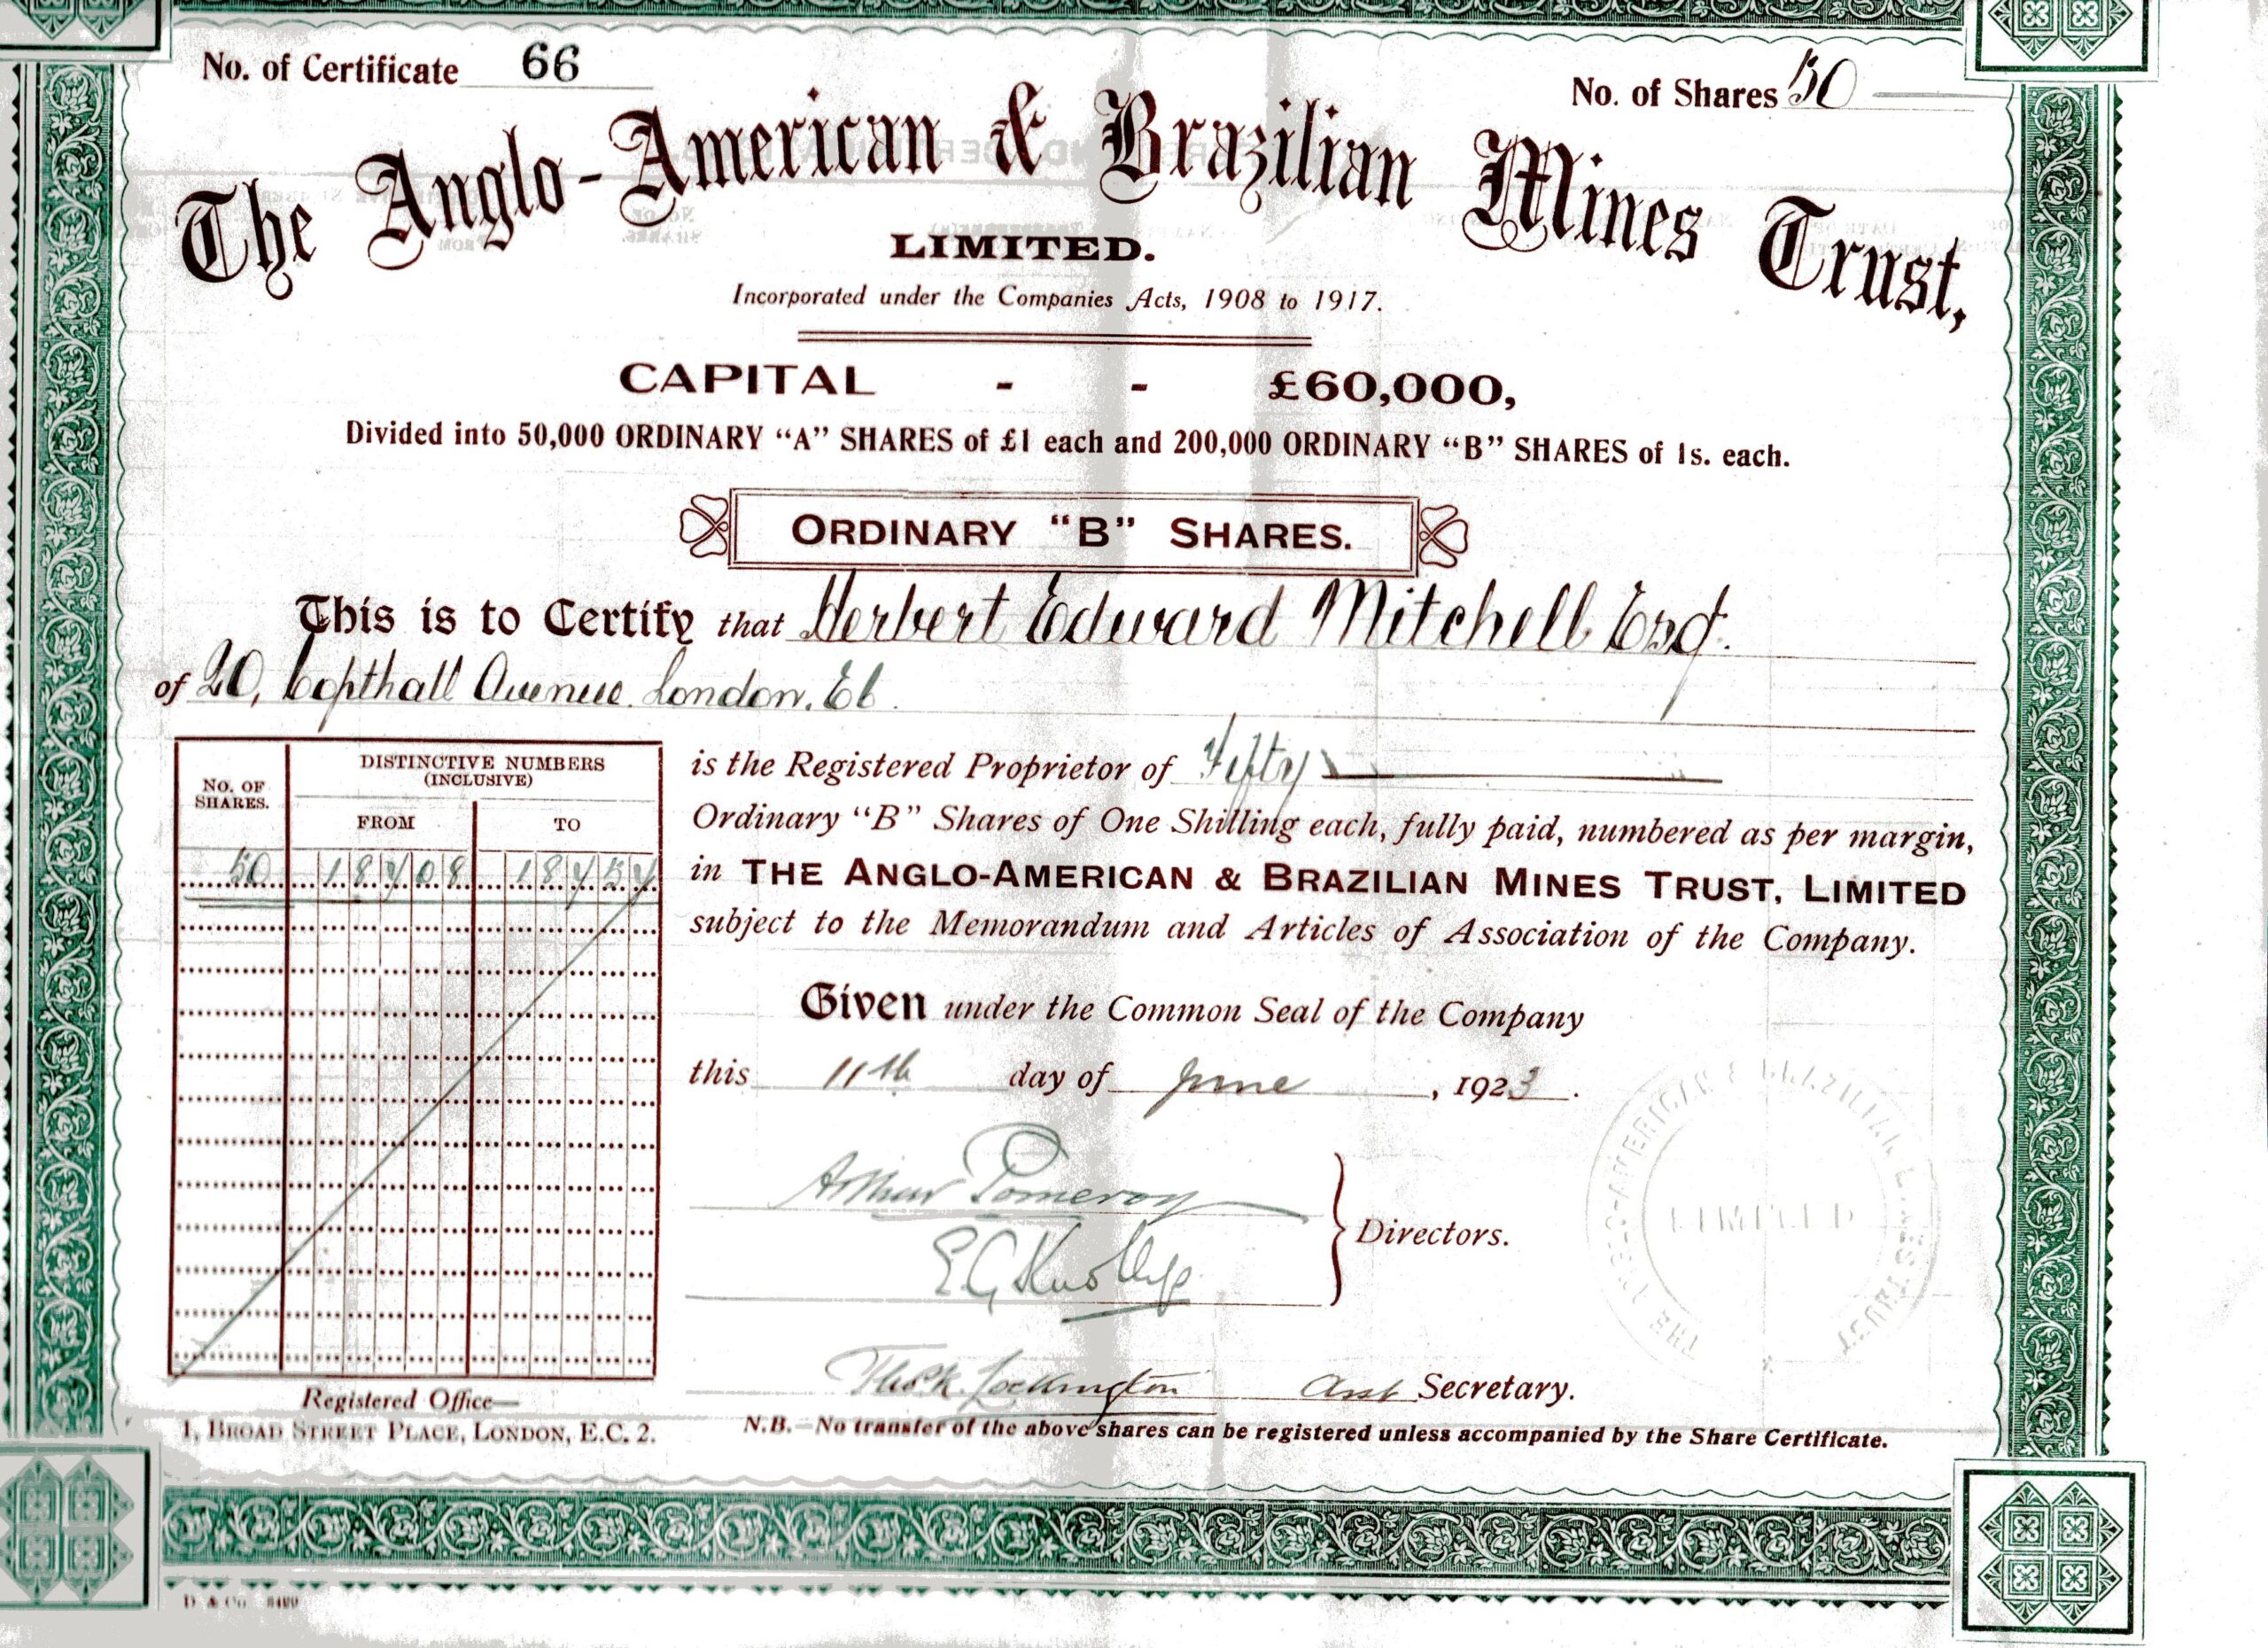 No. of Certificate 66
No. of Shares 50
The Anglo-American & Brazilian Mines Trust,
LIMITED.
Incorporated under the Companies Acts, 1908 to 1917.
CAPITAL - - £60,000,
Divided into 50,000 ORDINARY "A" SHARES of £1 each and 200,000 ORDINARY "B" SHARES of 1s. each.
ORDINARY "B" SHARES.
This is to Certify that Herbert Edward Mitchell Esq.
of 20, Copthall Avenue. London. EC.
NO. OF SHARES.
DISTINCTIVE NUMBERS
(INCLUSIVE)
FROM TO
50
is the Registered Proprietor of Fifty
Ordinary "B" Shares of One Shilling each, fully paid, numbered as per margin,
in THE ANGLO-AMERICAN & BRAZILIAN MINES TRUST, LIMITED
subject to the Memorandum and Articles of Association of the Company.
Given under the Common Seal of the Company
this 11th day of June, 1923.
Arthur Pomeroy
Directors.
Asst Secretary.
THE ANGLO-AMERICAN & BRAZILIAN MINES TRUST
LIMITED
Registered Office—
1, BROAD STREET PLACE, LONDON, E.C. 2.
N.B.—No transfer of the above shares can be registered unless accompanied by the Share Certificate.